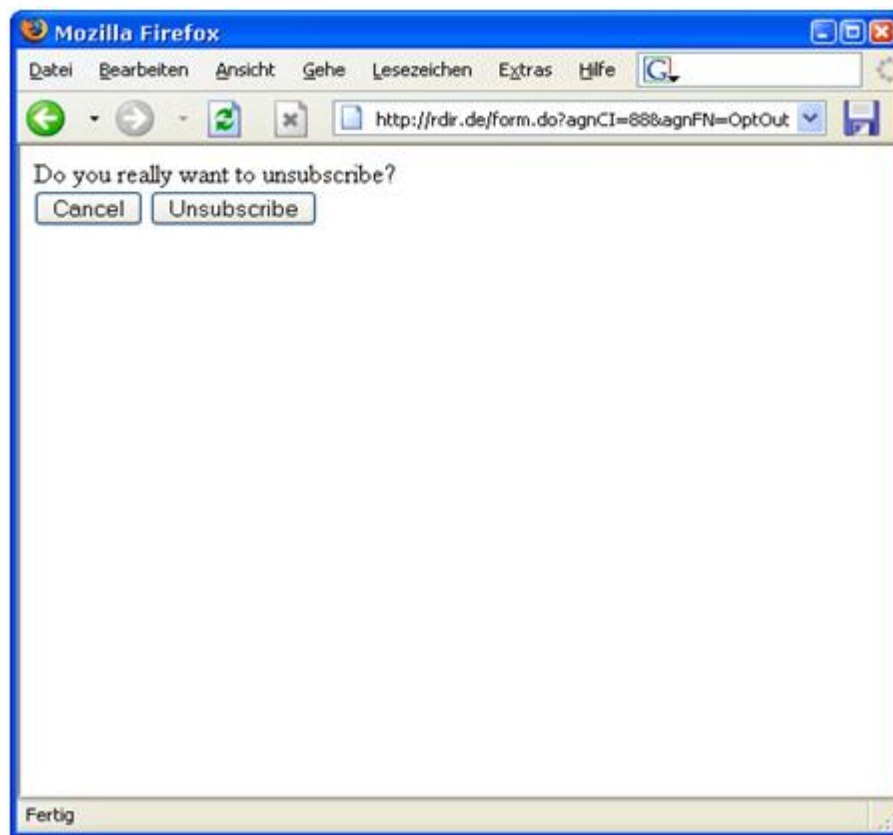 Mozilla Firefox
Datei Bearbeiten Ansicht Gehe Lesezeichen Extras Hilfe G
http://rdir.de/form.do?agnCI=88&agnFN=OptOut
Do you really want to unsubscribe?
Cancel Unsubscribe
Fertig